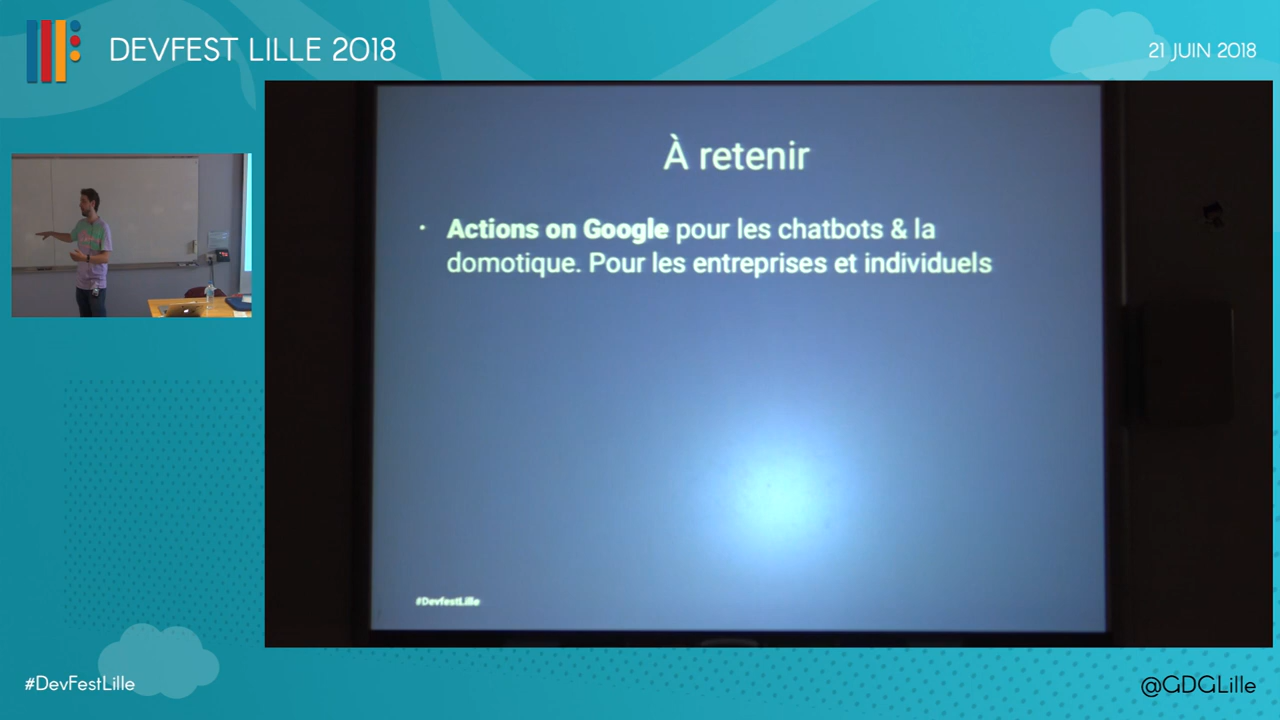 DEVFEST LILLE 2018
21 JUIN 2018
À retenir
· Actions on Google pour les chatbots & la
domotique. Pour les entreprises et individuels
#DevfestLille
#DevFestLille
@GDGLille